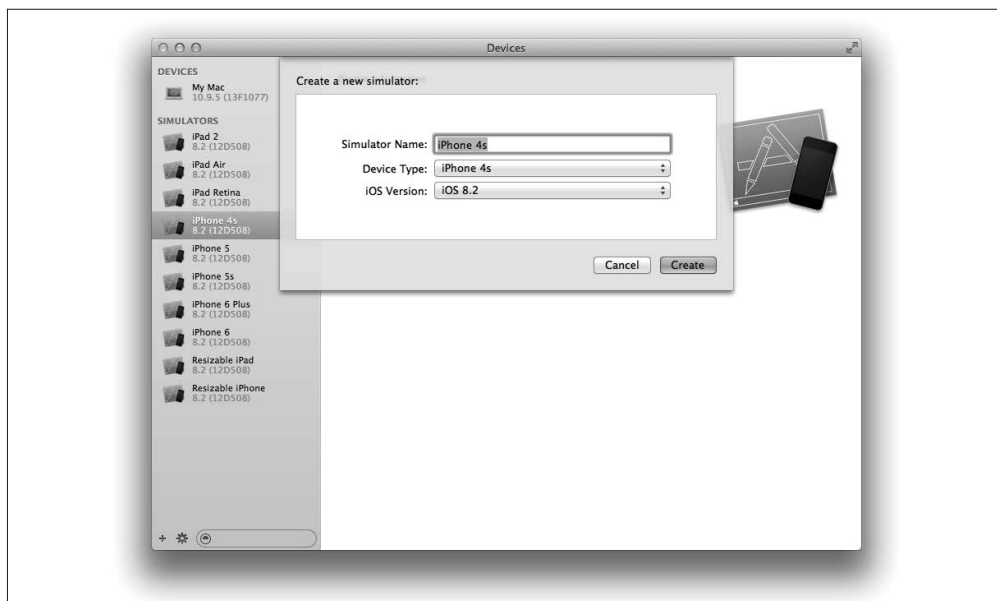 Devices
DEVICES
My Mac
10.9.5 (13F1077)
SIMULATORS
iPad 2
8.2 (12D508)
iPad Air
8.2 (12D508)
iPad Retina
8.2 (12D508)
iPhone 4s
8.2 (12D508)
iPhone 5
8.2 (12D508)
iPhone 5s
8.2 (12D508)
iPhone 6 Plus
8.2 (12D508)
iPhone 6
8.2 (12D508)
Resizable iPad
8.2 (12D508)
Resizable iPhone
8.2 (12D508)
Create a new simulator:
Simulator Name: iPhone 4s
Device Type: iPhone 4s
iOS Version: iOS 8.2
Cancel Create